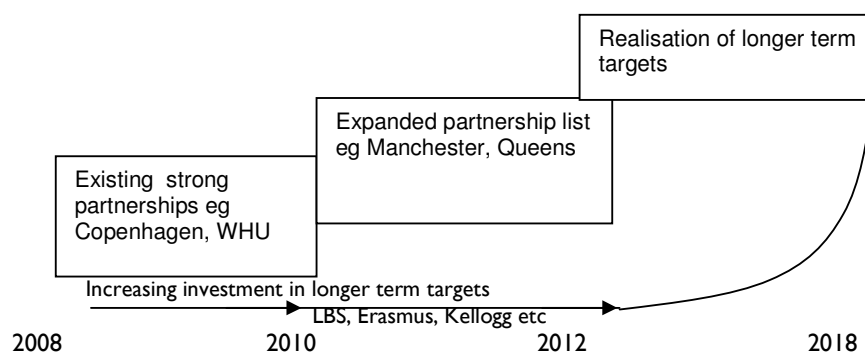 Realisation of longer term
targets
Expanded partnership list
eg Manchester, Queens
Existing strong
partnerships eg
Copenhagen, WHU
Increasing investment in longer term targets
LBS, Erasmus, Kellogg etc
2008 2010 2012 2018